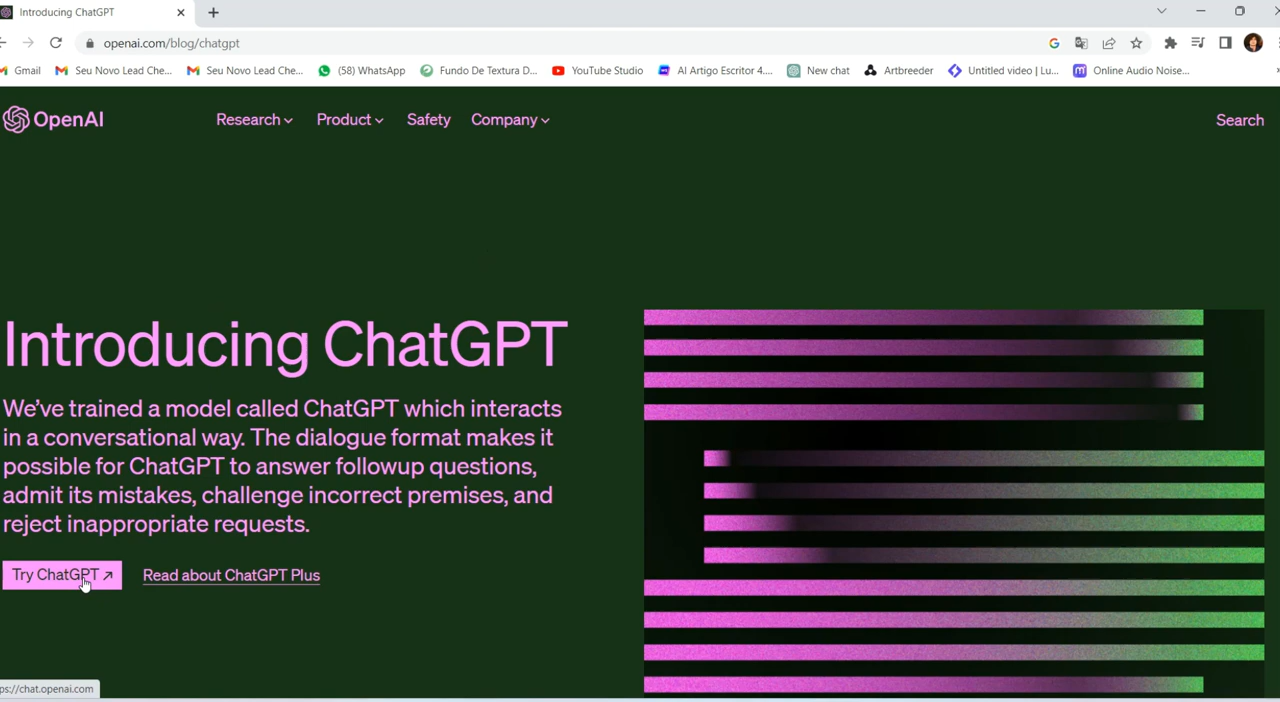 Introducing ChatGPT
openai.com/blog/chatgpt
Gmail Seu Novo Lead Che... Seu Novo Lead Che... (58) WhatsApp Fundo De Textura D... YouTube Studio AI Artigo Escritor 4.... New chat Artbreeder Untitled video | Lu... Online Audio Noise...
OpenAI Research Product Safety Company Search
Introducing ChatGPT
We've trained a model called ChatGPT which interacts
in a conversational way. The dialogue format makes it
possible for ChatGPT to answer followup questions,
admit its mistakes, challenge incorrect premises, and
reject inappropriate requests.
Try ChatGPT ↗ Read about ChatGPT Plus
ps://chat.openai.com